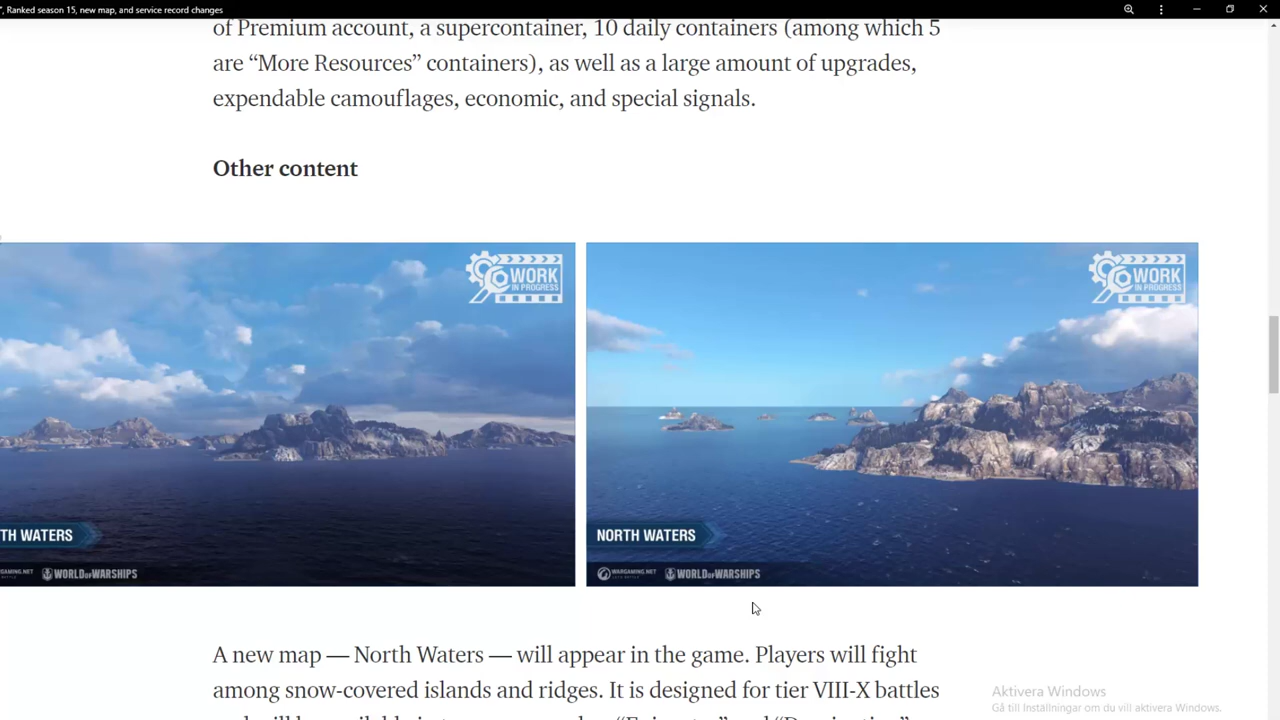 ", Ranked season 15, new map, and service record changes
of Premium account, a supercontainer, 10 daily containers (among which 5
are “More Resources” containers), as well as a large amount of upgrades,
expendable camouflages, economic, and special signals.
Other content
WORK
IN PROGRESS
WORK
IN PROGRESS
TH WATERS
NORTH WATERS
WARGAMING.NET
WORLD OF WARSHIPS
WARGAMING.NET
WORLD OF WARSHIPS
A new map — North Waters — will appear in the game. Players will fight
among snow-covered islands and ridges. It is designed for tier VIII-X battles
Aktivera Windows
Gå till Inställningar om du vill aktivera Windows.